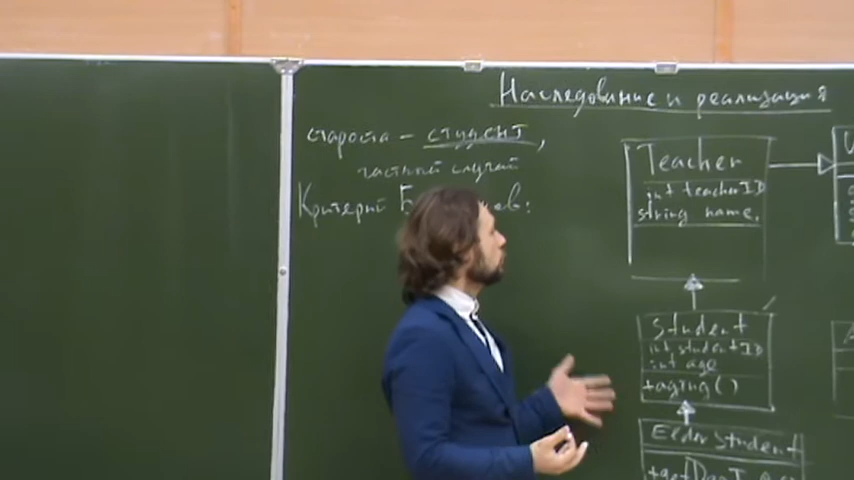 Наследование и реализация
староста – студент,
частный случай
Критерий
Teacher
int teacherID
string name
Student
int studentID
int age
+aging()
ElderStudent